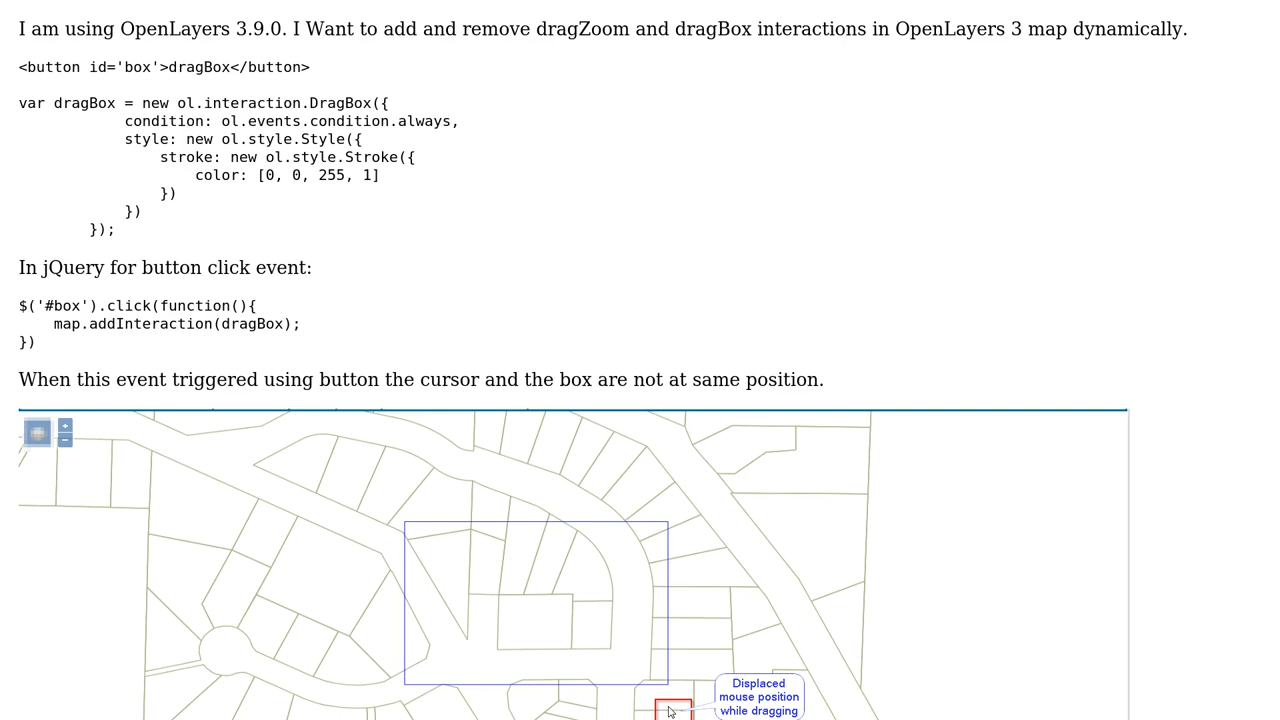 I am using OpenLayers 3.9.0. I Want to add and remove dragZoom and dragBox interactions in OpenLayers 3 map dynamically.
<button id='box'>dragBox</button>
var dragBox = new ol.interaction.DragBox({
            condition: ol.events.condition.always,
            style: new ol.style.Style({
                stroke: new ol.style.Stroke({
                    color: [0, 0, 255, 1]
                })
            })
        });
In jQuery for button click event:
$('#box').click(function(){
    map.addInteraction(dragBox);
})
When this event triggered using button the cursor and the box are not at same position.
+
−
Displaced
mouse position
while dragging